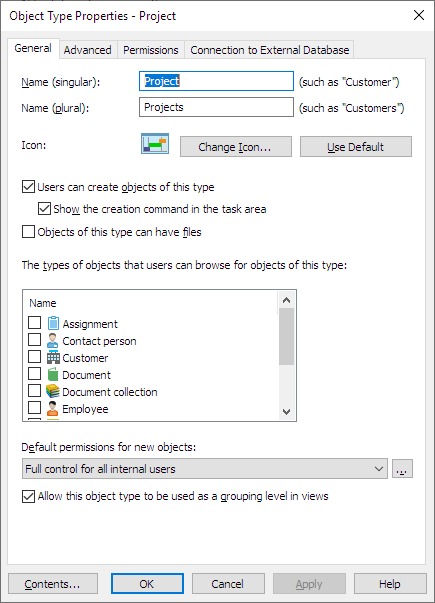 Object Type Properties - Project
General Advanced Permissions Connection to External Database
Name (singular): Project (such as "Customer")
Name (plural): Projects (such as "Customers")
Icon: Change Icon... Use Default
Users can create objects of this type
Show the creation command in the task area
Objects of this type can have files
The types of objects that users can browse for objects of this type:
Name
Assignment
Contact person
Customer
Document
Document collection
Employee
Default permissions for new objects:
Full control for all internal users ...
Allow this object type to be used as a grouping level in views
Contents... OK Cancel Apply Help